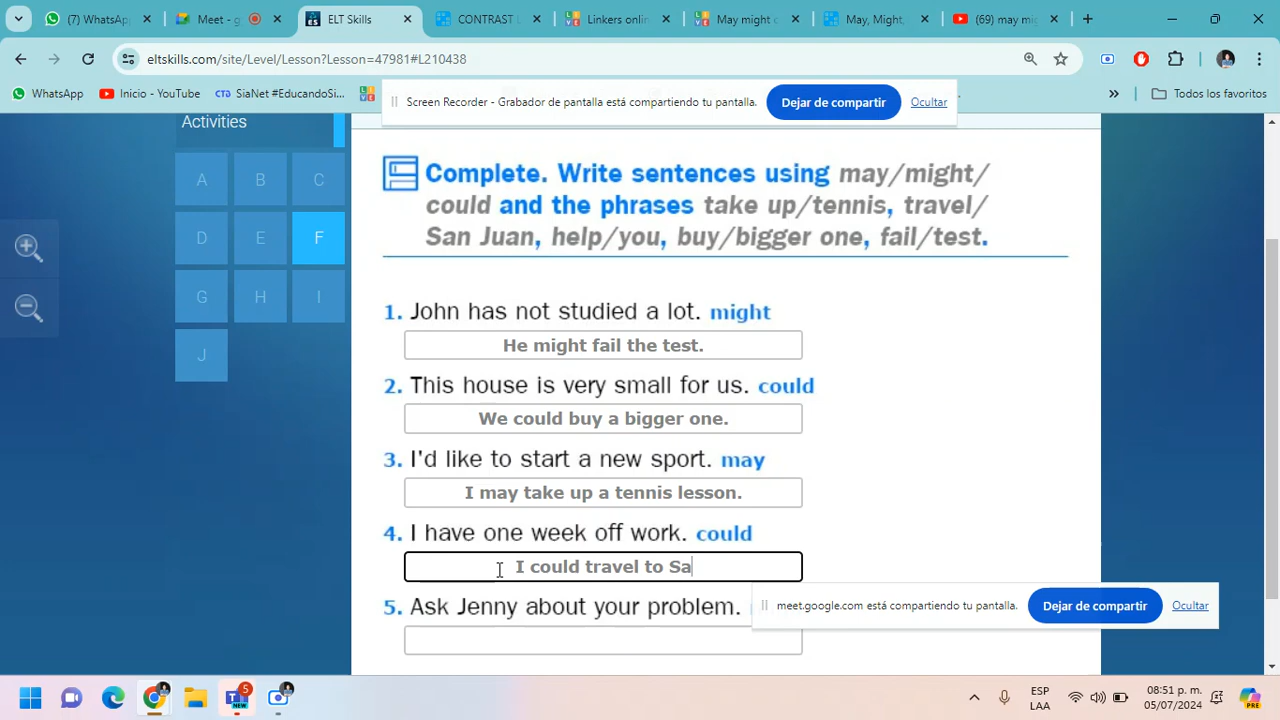 (7) WhatsA
Meet - g
ELT Skills
CONTRAST L
Linkers onlin
May might c
May, Might,
(69) may mig
eltskills.com/site/Level/Lesson?Lesson=47981#L210438
WhatsApp
Inicio - YouTube
SiaNet #EducandoSi...
Todos los favoritos
Screen Recorder - Grabador de pantalla está compartiendo tu pantalla.
Dejar de compartir
Ocultar
Activities
A B C
D E F
G H I
J
Complete. Write sentences using may/might/
could and the phrases take up/tennis, travel/
San Juan, help/you, buy/bigger one, fail/test.
1. John has not studied a lot. might
He might fail the test.
2. This house is very small for us. could
We could buy a bigger one.
3. I'd like to start a new sport. may
I may take up a tennis lesson.
4. I have one week off work. could
I could travel to Sa
5. Ask Jenny about your problem.
meet.google.com está compartiendo tu pantalla.
Dejar de compartir
Ocultar
5
NEW
ESP
LAA
08:51 p. m.
05/07/2024
PRE